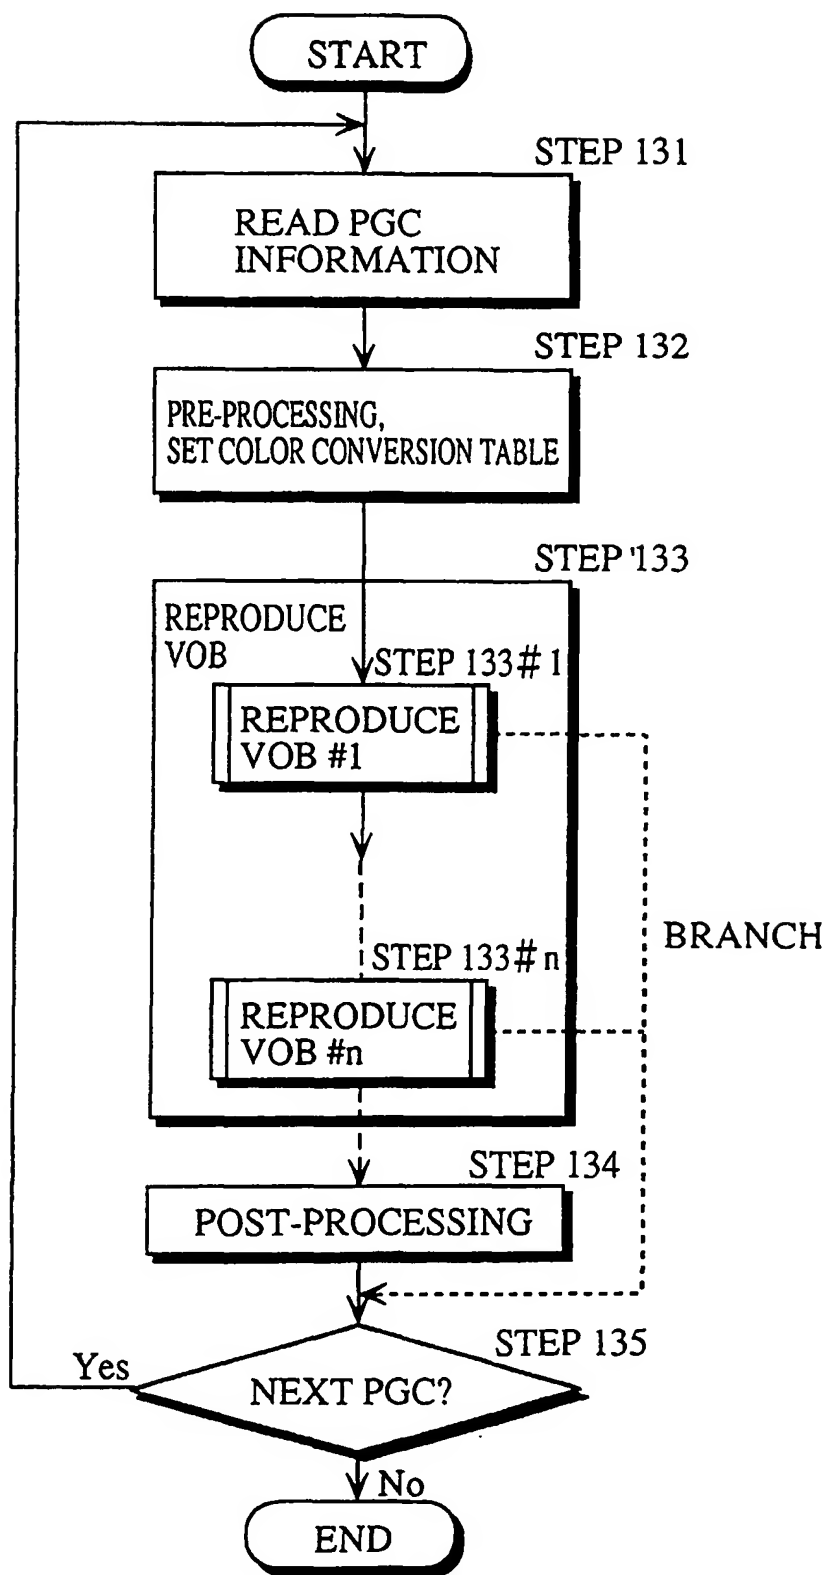 START
STEP 131
READ PGC
INFORMATION
STEP 132
PRE-PROCESSING,
SET COLOR CONVERSION TABLE
STEP 133
REPRODUCE
VOB
STEP 133#1
REPRODUCE
VOB #1
BRANCH
STEP 133#n
REPRODUCE
VOB #n
STEP 134
POST-PROCESSING
STEP 135
Yes
NEXT PGC?
No
END